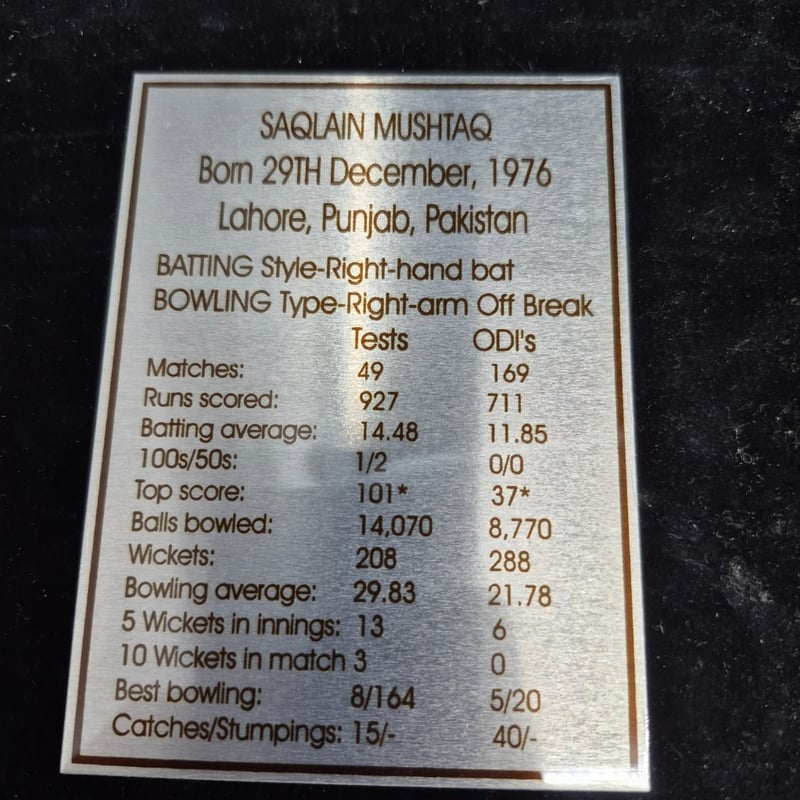 SAQLAIN MUSHTAQ
Born 29TH December, 1976
Lahore, Punjab, Pakistan
BATTING Style-Right-hand bat
BOWLING Type-Right-arm Off Break
Tests ODI's
Matches: 49 169
Runs scored: 927 711
Batting average: 14.48 11.85
100s/50s: 1/2 0/0
Top score: 101* 37*
Balls bowled: 14,070 8,770
Wickets: 208 288
Bowling average: 29.83 21.78
5 Wickets in innings: 13 6
10 Wickets in match 3 0
Best bowling: 8/164 5/20
Catches/Stumpings: 15/- 40/-